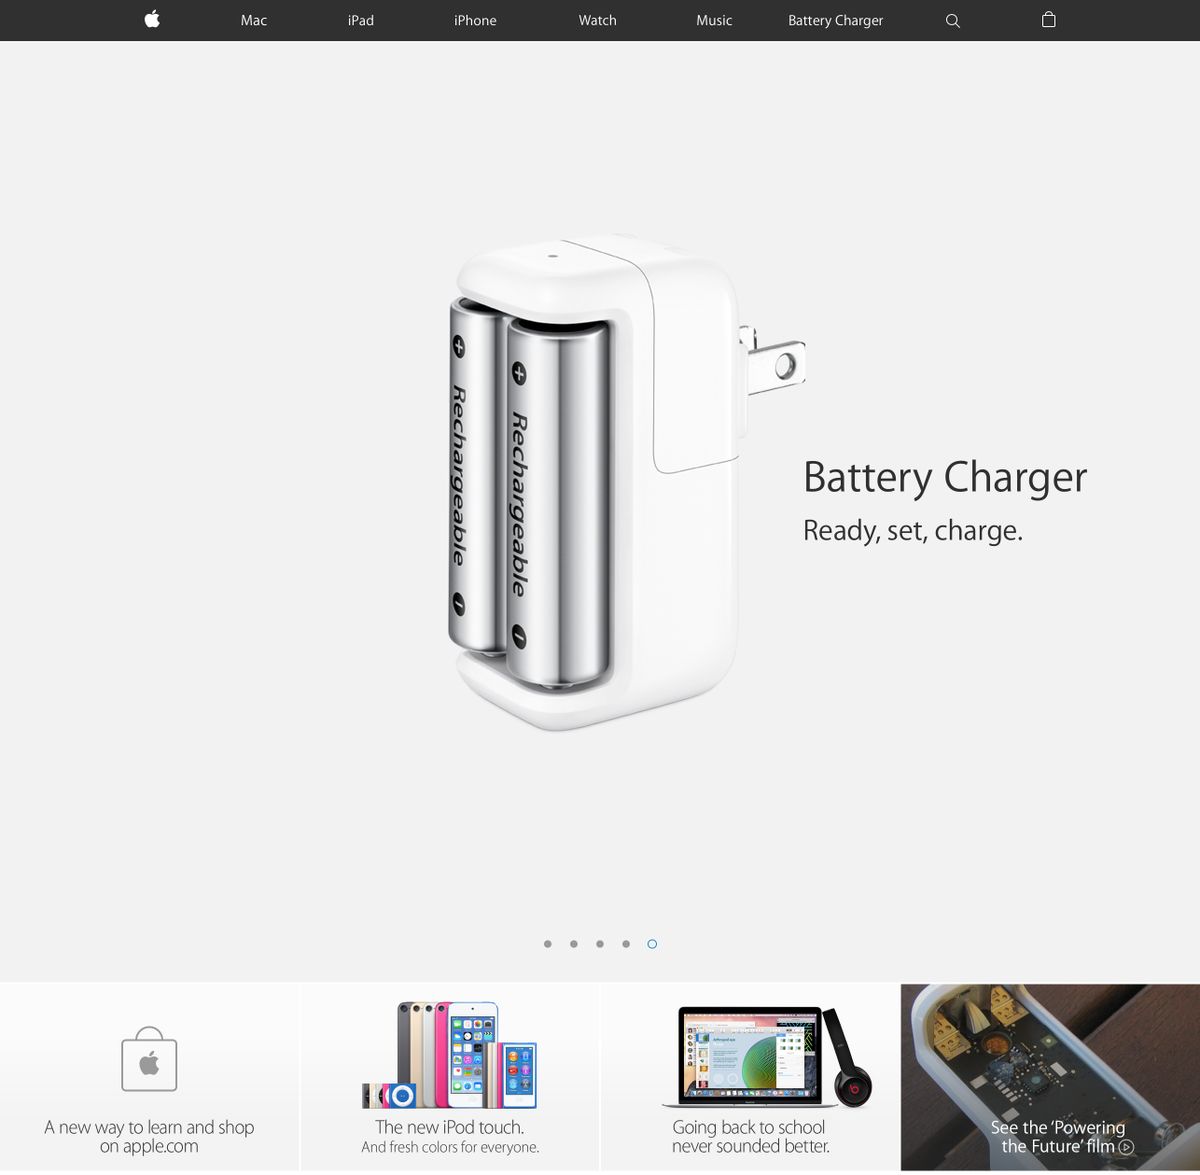 Mac iPad iPhone Watch Music Battery Charger
Rechargeable
Rechargeable
Battery Charger
Ready, set, charge.
A new way to learn and shop
on apple.com
The new iPod touch.
And fresh colors for everyone.
Going back to school
never sounded better.
See the ‘Powering
the Future’ film